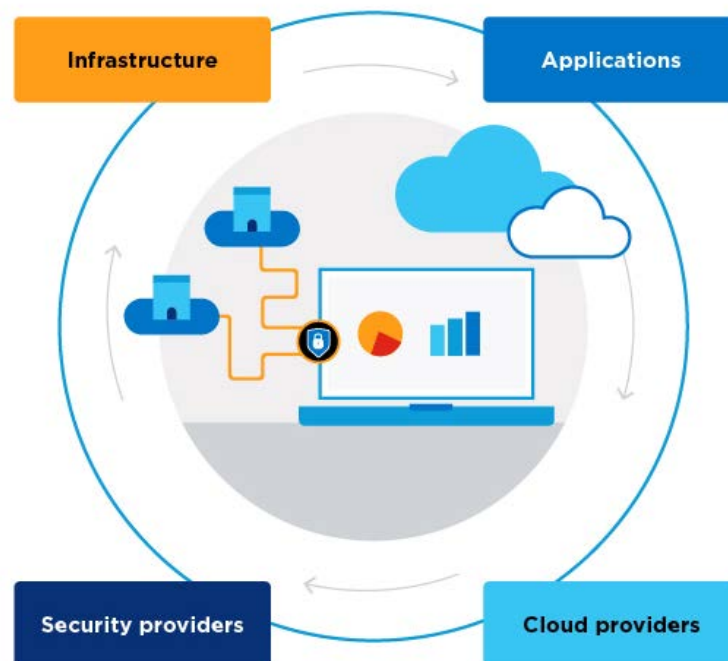 Infrastructure
Applications
Security providers
Cloud providers